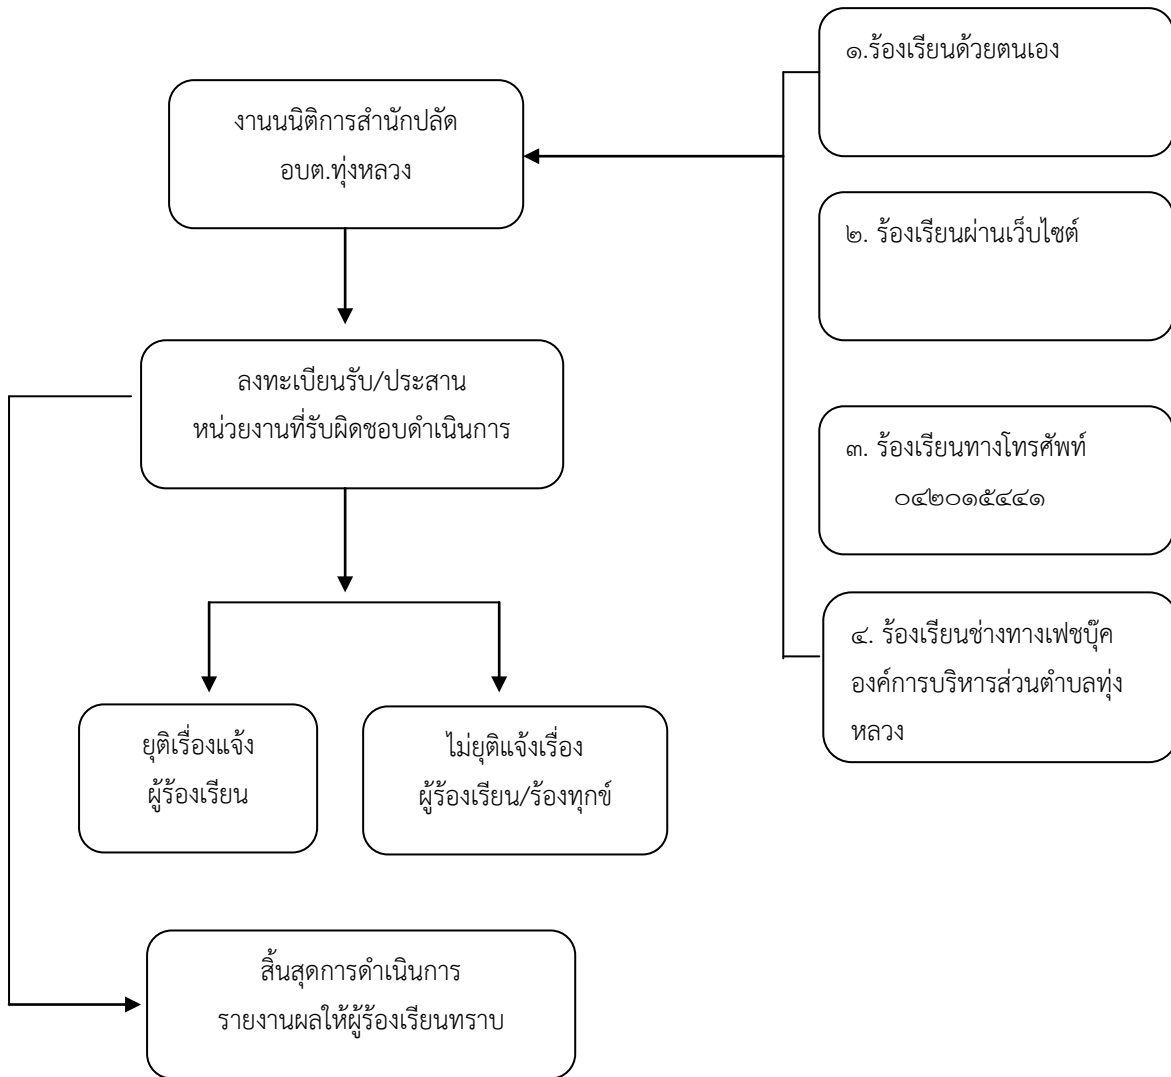 ๑.ร้องเรียนด้วยตนเอง
งานนนิติการสำนักปลัด
อบต.ทุ่งหลวง
๒. ร้องเรียนผ่านเว็บไซต์
ลงทะเบียนรับ/ประสาน
หน่วยงานที่รับผิดชอบดำเนินการ
๓. ร้องเรียนทางโทรศัพท์
๐๔๒๐๑๕๔๔๑
๔. ร้องเรียนช่างทางเฟชบุ๊ค
องค์การบริหารส่วนตำบลทุ่ง
หลวง
ยุติเรื่องแจ้ง
ผู้ร้องเรียน
ไม่ยุติแจ้งเรื่อง
ผู้ร้องเรียน/ร้องทุกข์
สิ้นสุดการดำเนินการ
รายงานผลให้ผู้ร้องเรียนทราบ